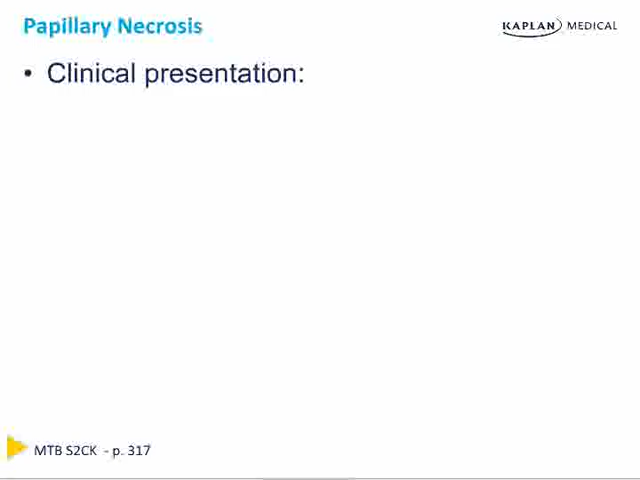 Papillary Necrosis
KAPLAN MEDICAL
• Clinical presentation:
MTB S2CK - p. 317